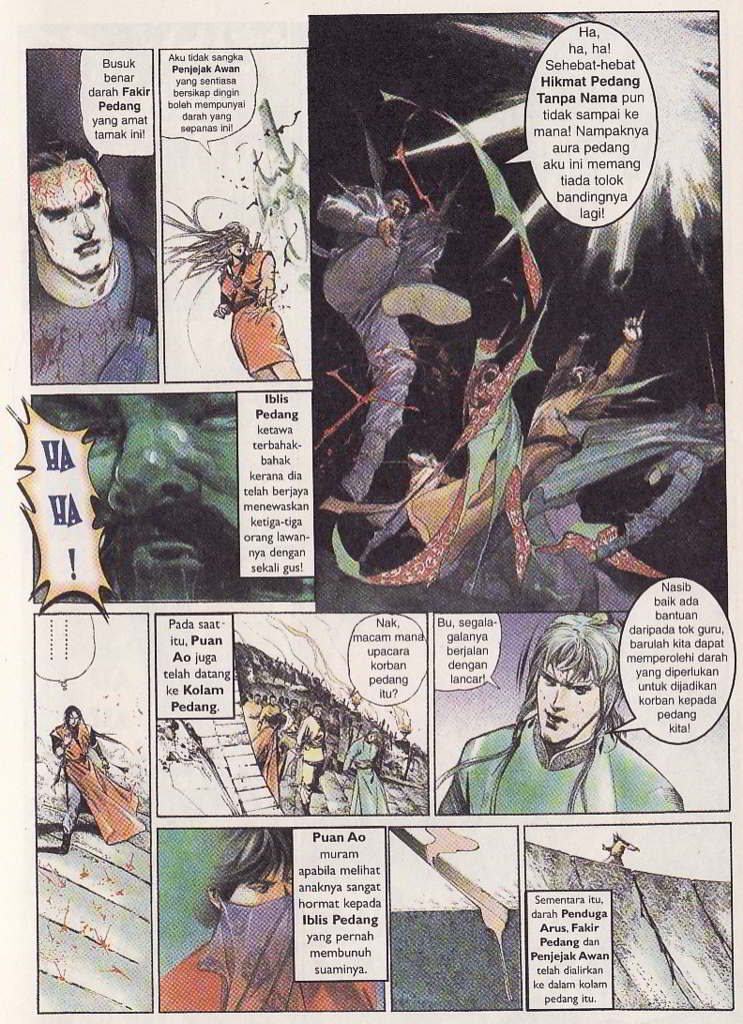 Busuk
benar
darah Fakir
Pedang
yang amat
tamak ini!
Aku tidak sangka
Penjejak Awan
yang sentiasa
bersikap dingin
boleh mempunyai
darah yang
sepanas ini!
Ha,
ha, ha!
Sehebat-hebat
Hikmat Pedang
Tanpa Nama pun
tidak sampai ke
mana! Nampaknya
aura pedang
aku ini memang
tiada tolok
bandingnya
lagi!
HA
HA
!
Iblis
Pedang
ketawa
terbahak-
bahak
kerana dia
telah berjaya
menewaskan
ketiga-tiga
orang lawan-
nya dengan
sekali gus!
Pada saat-
itu, Puan
Ao juga
telah datang
ke Kolam
Pedang.
Nak,
macam mana
upacara
korban
pedang
itu?
Bu, segala-
galanya
berjalan
dengan
lancar!
Nasib
baik ada
bantuan
daripada tok guru,
barulah kita dapat
memperolehi darah
yang diperlukan
untuk dijadikan
korban kepada
pedang
kita!
Puan Ao
muram
apabila melihat
anaknya sangat
hormat kepada
Iblis Pedang
yang pernah
membunuh
suaminya.
Sementara itu,
darah Penduga
Arus, Fakir
Pedang dan
Penjejak Awan
telah dialirkan
ke dalam kolam
pedang itu.